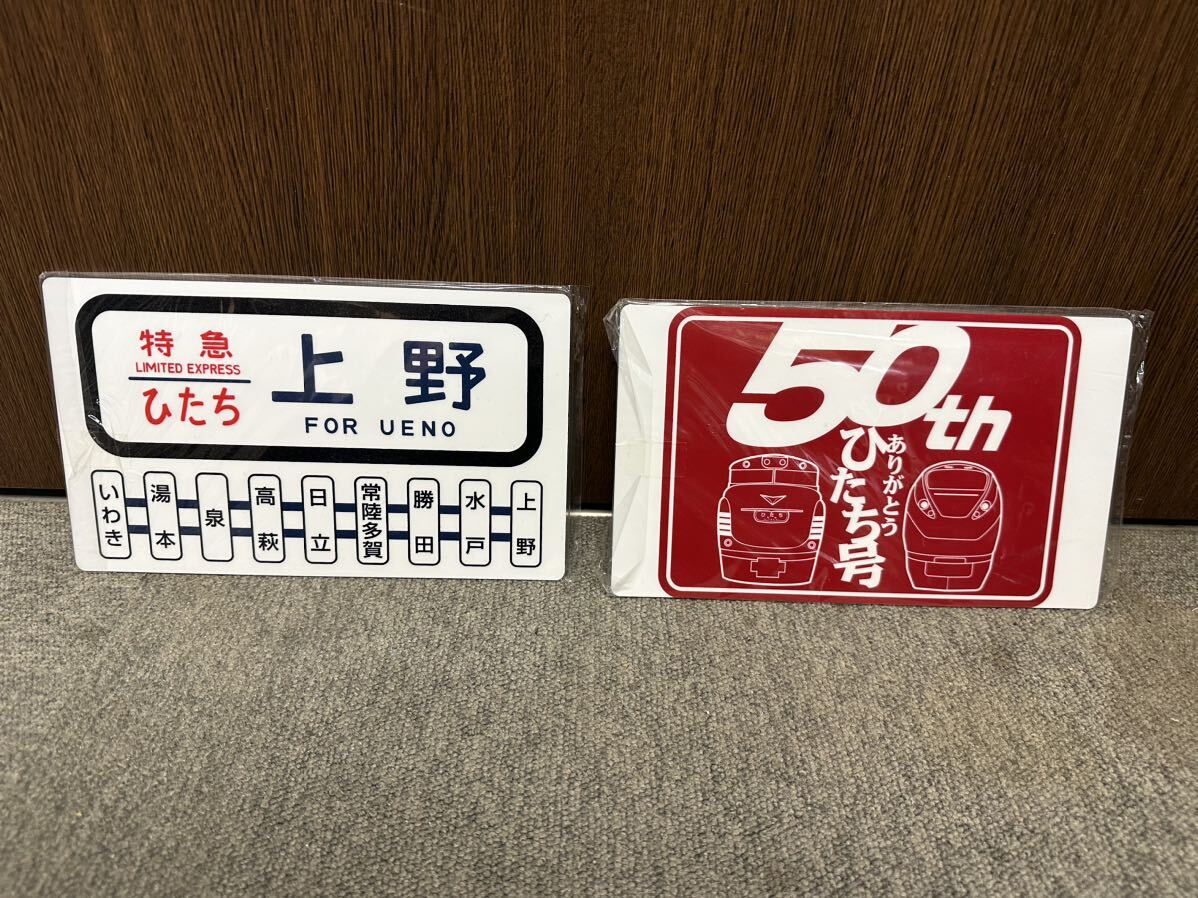 特急
LIMITED EXPRESS
ひたち
上野
FOR UENO
いわき
湯本
泉
高萩
日立
常陸多賀
勝田
水戸
上野
50th
ありがとう
ひたち号
ひたち